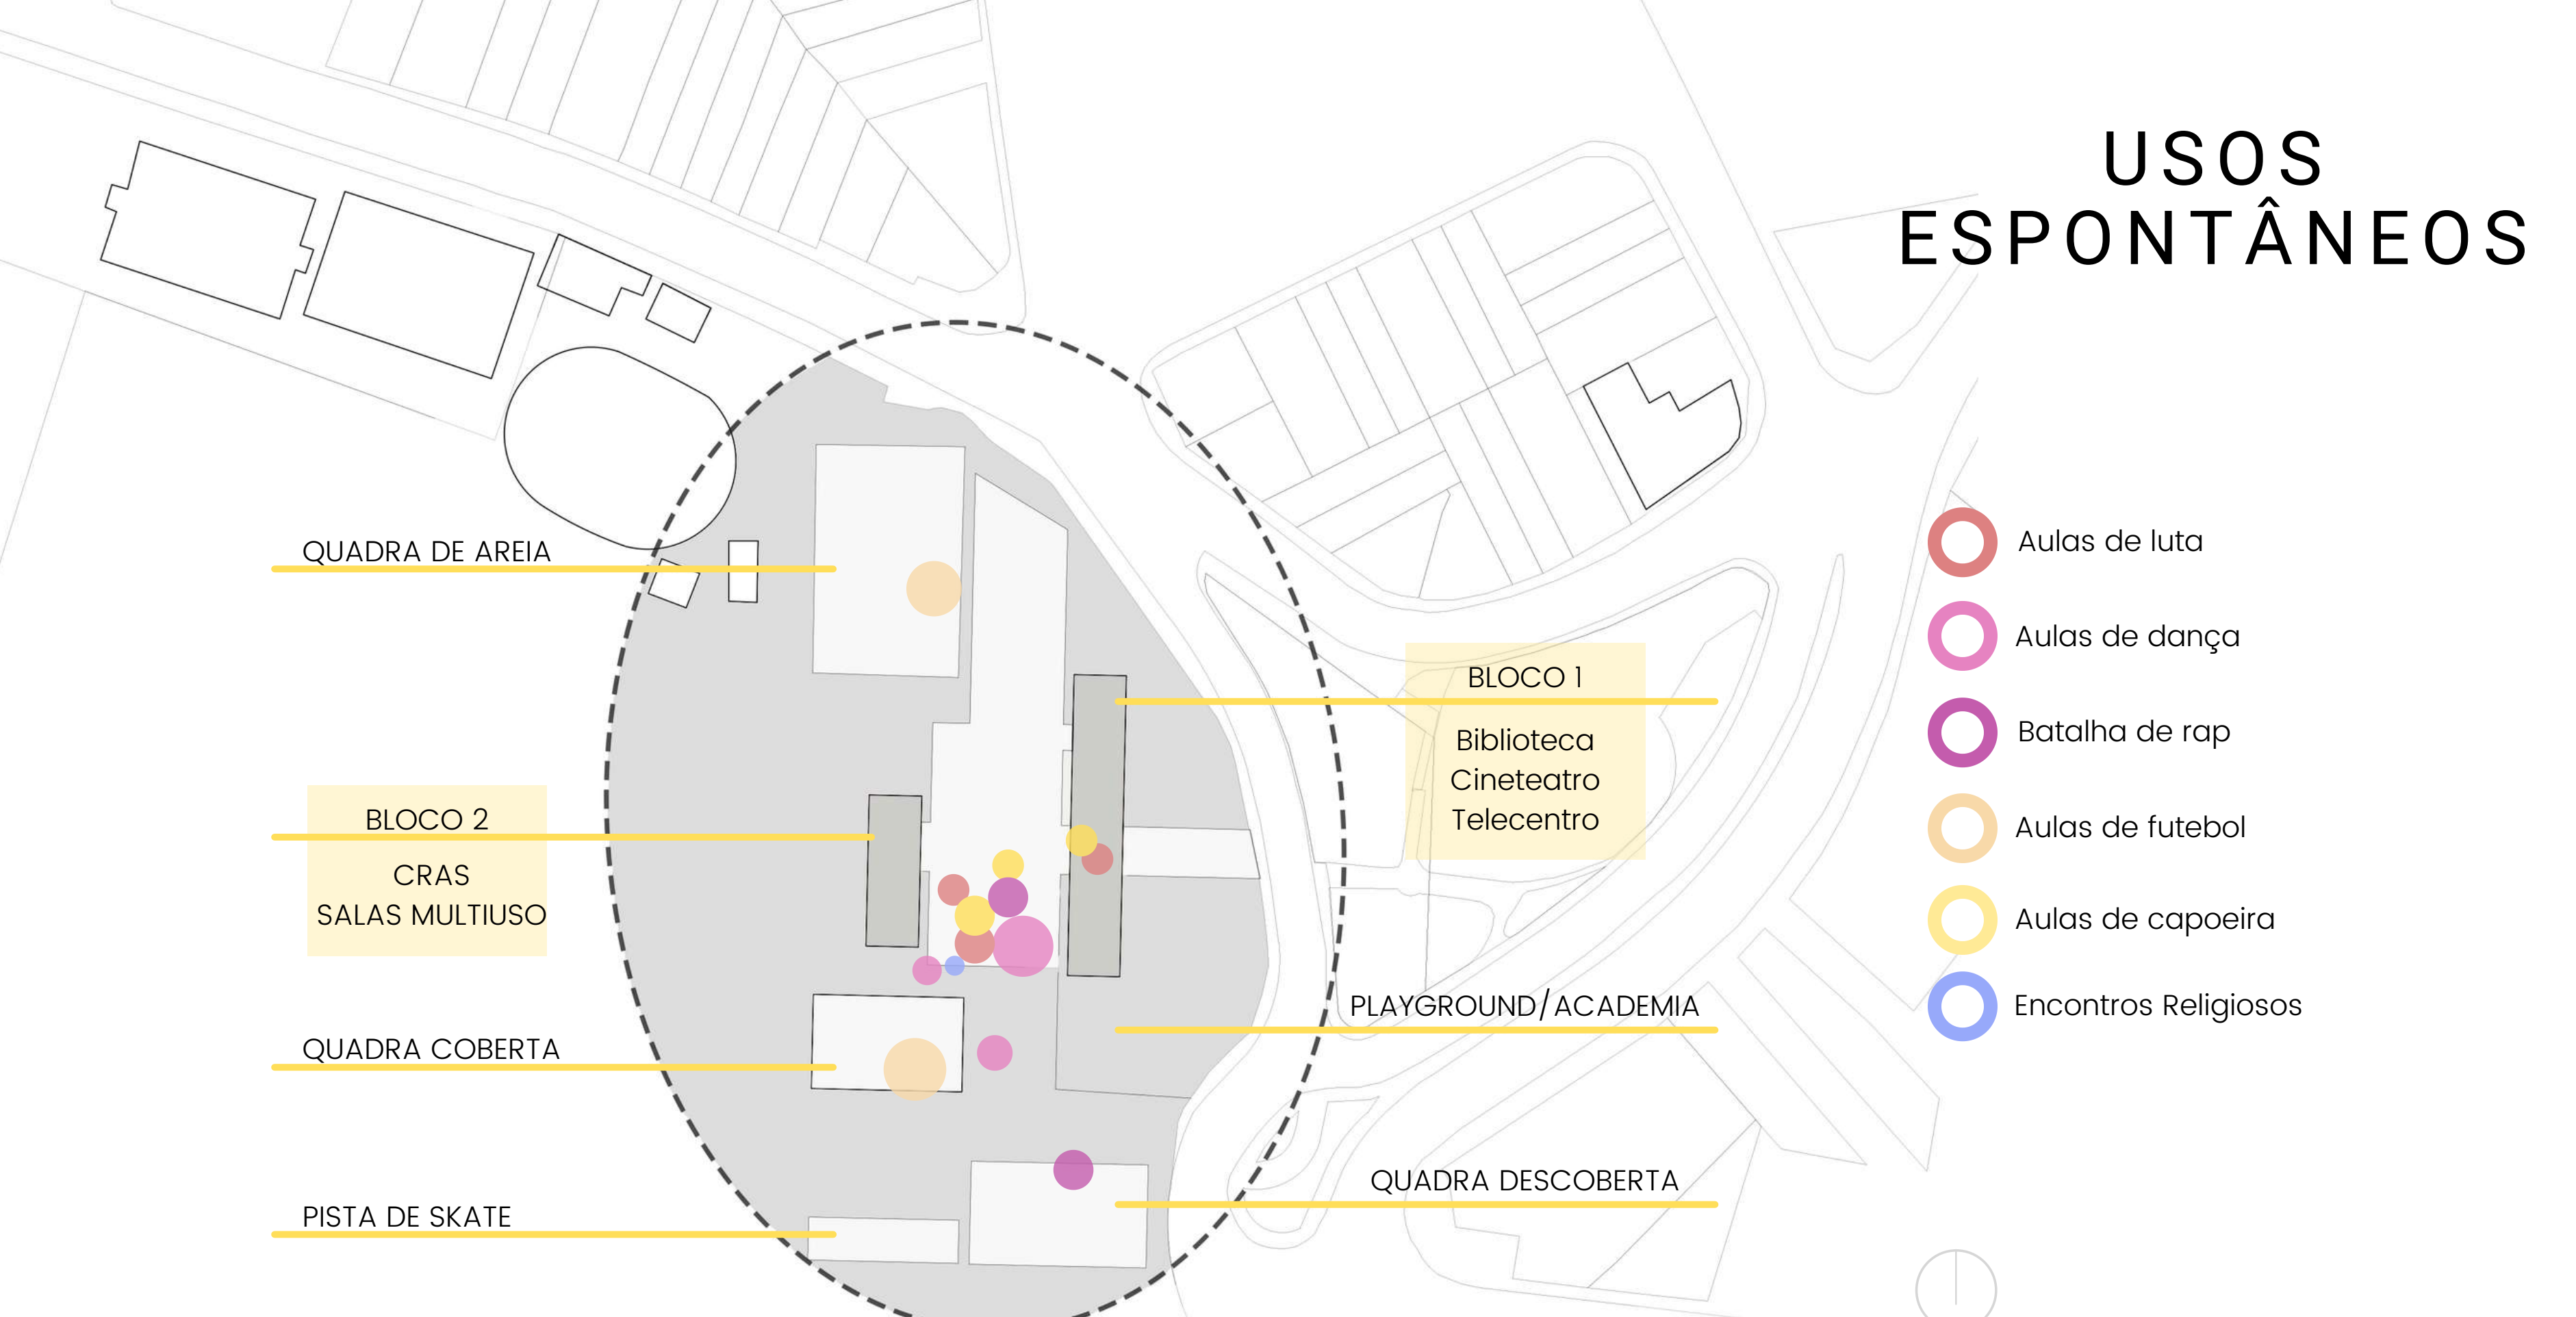 USOS
ESPONTÂNEOS
QUADRA DE AREIA
BLOCO 2
CRAS
SALAS MULTIUSO
QUADRA COBERTA
PISTA DE SKATE
BLOCO 1
Biblioteca
Cineteatro
Telecentro
PLAYGROUND/ACADEMIA
QUADRA DESCOBERTA
Aulas de luta
Aulas de dança
Batalha de rap
Aulas de futebol
Aulas de capoeira
Encontros Religiosos